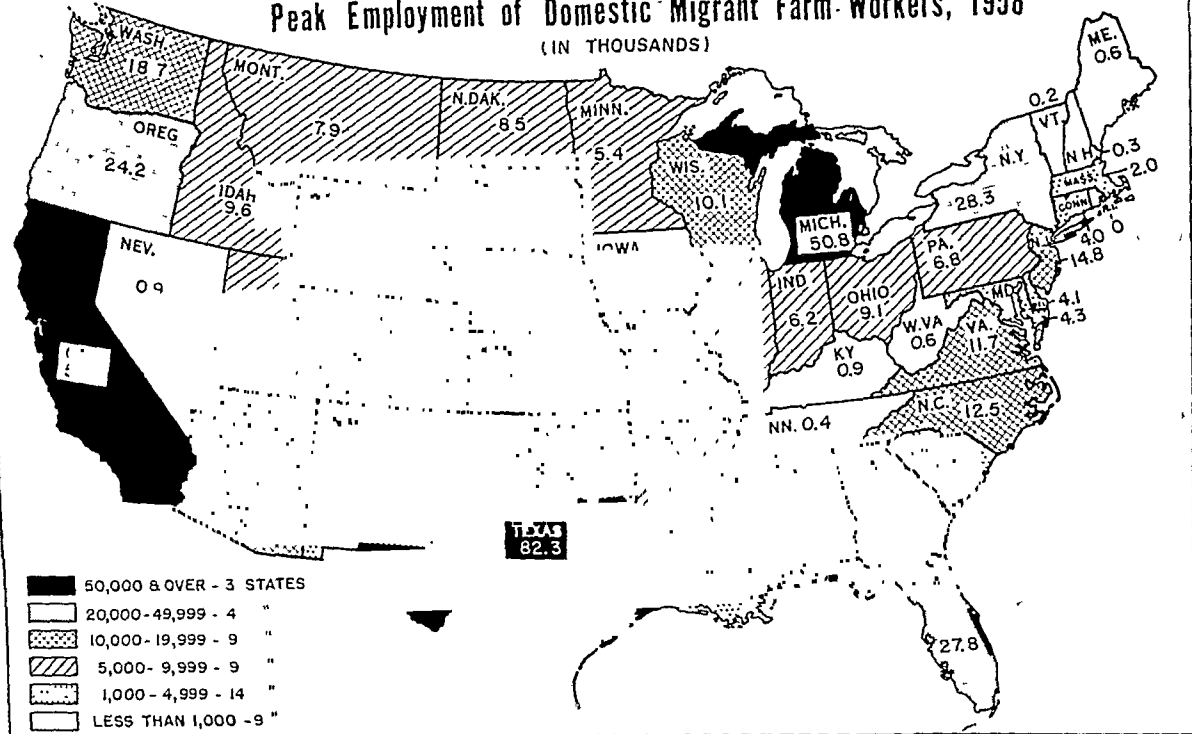 Peak Employment of Domestic Migrant Farm Workers, 1958
(IN THOUSANDS)
WASH.
18.7
MONT.
7.9
N.DAK.
8.5
MINN.
5.4
ME.
0.6
0.2
VT.
N H
0.3
OREG
24.2
IDAH
9.6
WIS.
10.1
MICH.
50.8
N.Y
28.3
MASS.
2.0
CONN
4.0
N.J.
14.8
NEV.
0.9
IOWA
IND
6.2
OHIO
9.1
PA.
6.8
MD
4.1
4.3
W.VA
0.6
VA.
11.7
KY
0.9
NN. 0.4
N.C. 12.5
TEXAS
82.3
27.8
50,000 & OVER - 3 STATES
20,000-49,999 - 4 "
10,000-19,999 - 9 "
5,000- 9,999 - 9 "
1,000 - 4,999 - 14 "
LESS THAN 1,000 -9 "